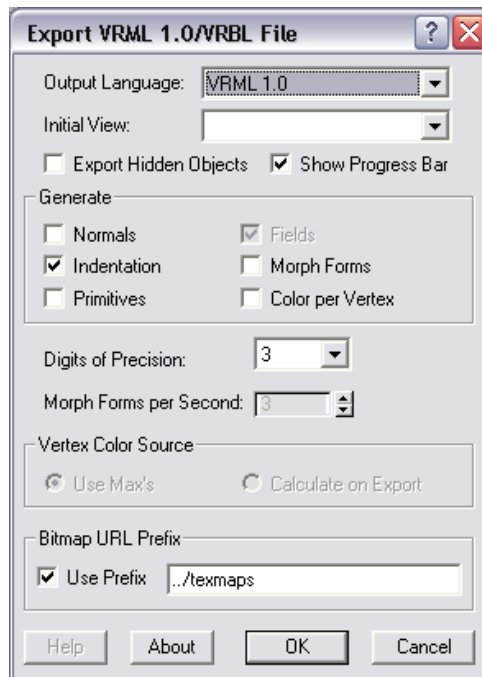 Export VRML 1.0/VRBL File
Output Language: VRML 1.0
Initial View:
Export Hidden Objects Show Progress Bar
Generate
Normals Fields
Indentation Morph Forms
Primitives Color per Vertex
Digits of Precision: 3
Morph Forms per Second: 3
Vertex Color Source
Use Max's Calculate on Export
Bitmap URL Prefix
Use Prefix ../texmaps
Help About OK Cancel